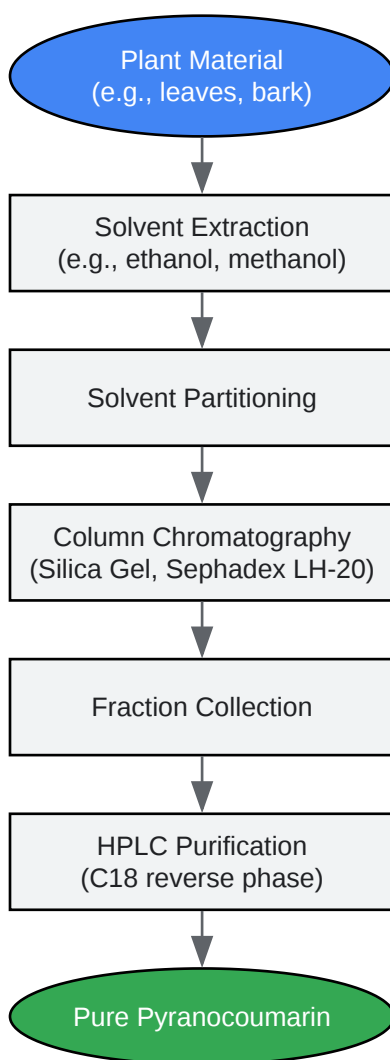 Plant Material
(e.g., leaves, bark)
Solvent Extraction
(e.g., ethanol, methanol)
Solvent Partitioning
Column Chromatography
(Silica Gel, Sephadex LH-20)
Fraction Collection
HPLC Purification
(C18 reverse phase)
Pure Pyranocoumarin